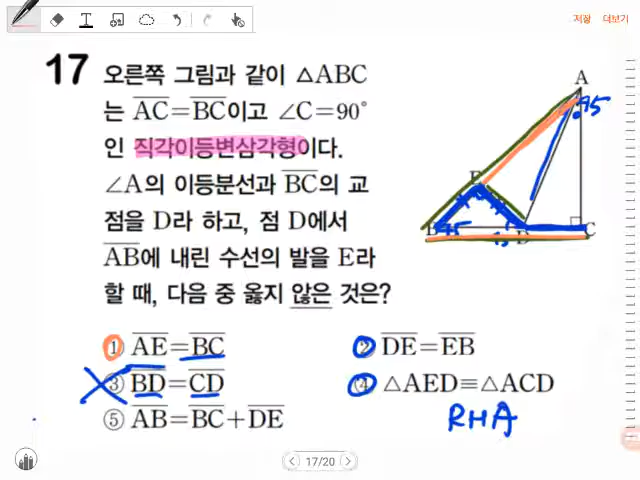 저장 더보기
17 오른쪽 그림과 같이 △ABC
는 AC=BC이고 ∠C=90°
인 직각이등변삼각형이다.
∠A의 이등분선과 BC의 교
점을 D라 하고, 점 D에서
AB에 내린 수선의 발을 E라
할 때, 다음 중 옳지 않은 것은?
A
45
E
B
45
D
C
① AE=BC ② DE=EB
③ BD=CD ④ △AED≡△ACD
⑤ AB=BC+DE RHA
17/20